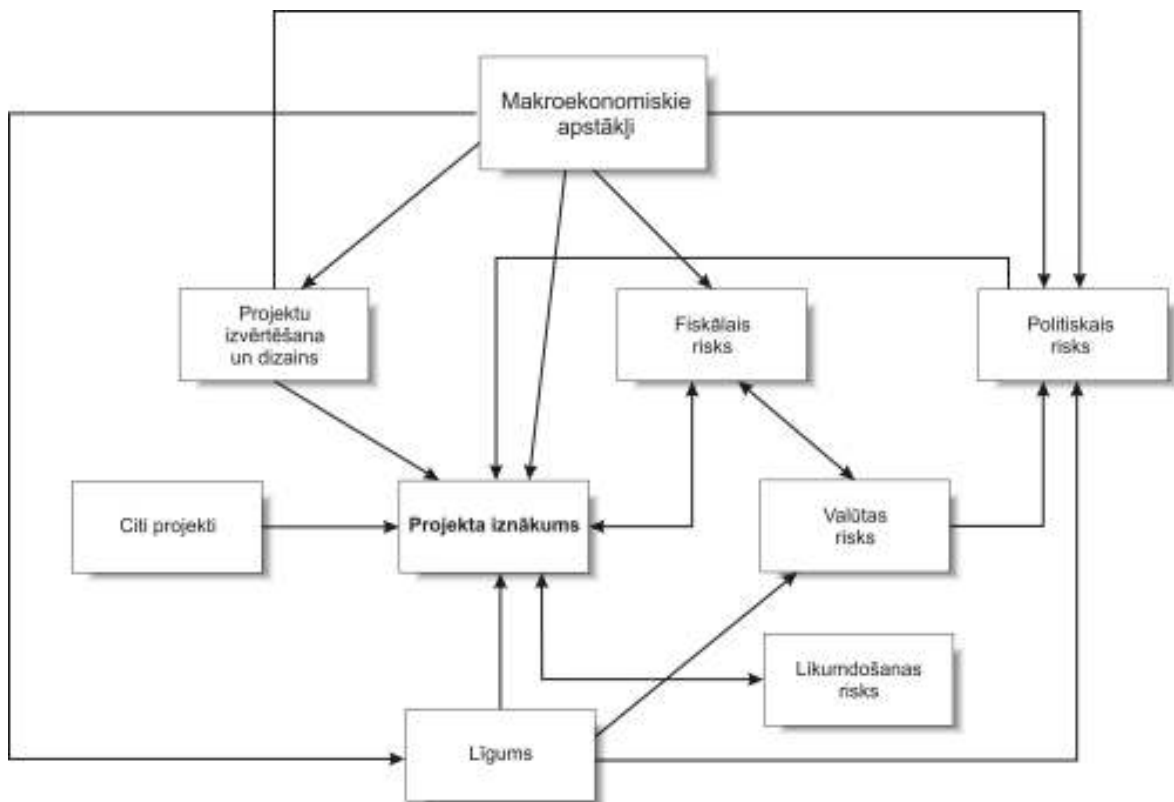 Makroekonomiskie
apstākļi
Projektu
izvērtēšana
un dizains
Fiskālais
risks
Politiskais
risks
Citi projekti
Projekta iznākums
Valūtas
risks
Likumdošanas
risks
Līgums